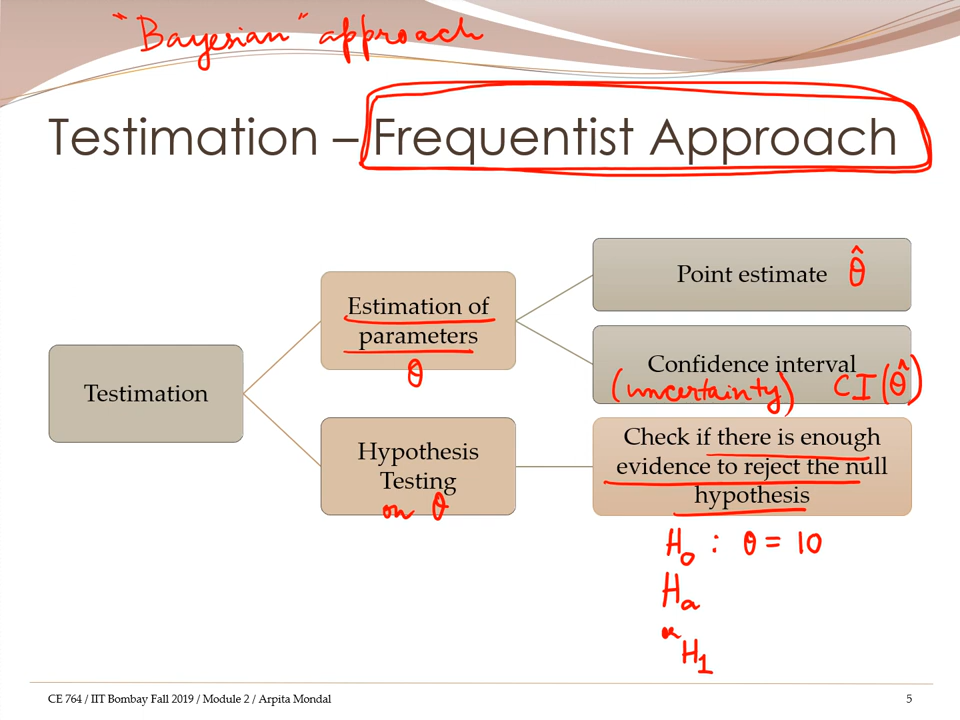 "Bayesian" approach
Testimation – Frequentist Approach
Testimation
Estimation of
parameters
θ
Hypothesis
Testing
on θ
Point estimate θ̂
Confidence interval
(uncertainty) CI(θ̂)
Check if there is enough
evidence to reject the null
hypothesis
H₀ : θ = 10
Hₐ
H₁
CE 764 / IIT Bombay Fall 2019 / Module 2 / Arpita Mondal
5